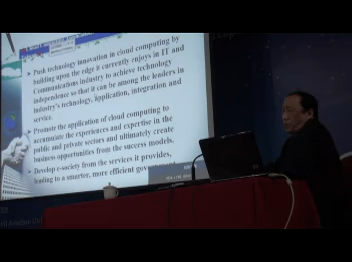 Push technology innovation in cloud computing by
building upon the edge it currently enjoys in IT and
Communications industry to achieve technology
independence so that it can be among the leaders in
industry's technology, application, integration and
service.
Promote the application of cloud computing to
accumulate the experiences and expertise in the
public and private sectors and ultimately create
business opportunities from the success models.
Develop e-society from the services it provides,
leading to a smarter, more efficient